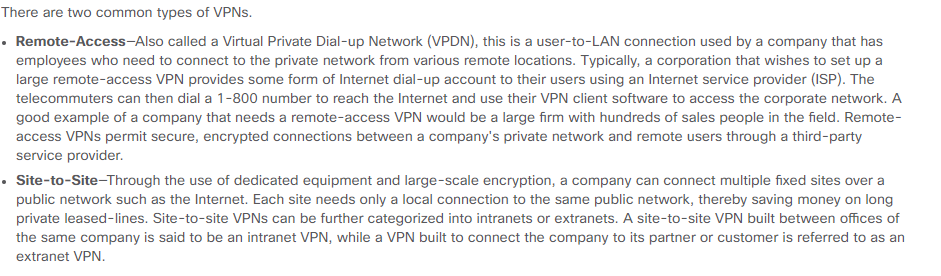 There are two common types of VPNs.
• Remote-Access—Also called a Virtual Private Dial-up Network (VPDN), this is a user-to-LAN connection used by a company that has
employees who need to connect to the private network from various remote locations. Typically, a corporation that wishes to set up a
large remote-access VPN provides some form of Internet dial-up account to their users using an Internet service provider (ISP). The
telecommuters can then dial a 1-800 number to reach the Internet and use their VPN client software to access the corporate network. A
good example of a company that needs a remote-access VPN would be a large firm with hundreds of sales people in the field. Remote-
access VPNs permit secure, encrypted connections between a company's private network and remote users through a third-party
service provider.
• Site-to-Site—Through the use of dedicated equipment and large-scale encryption, a company can connect multiple fixed sites over a
public network such as the Internet. Each site needs only a local connection to the same public network, thereby saving money on long
private leased-lines. Site-to-site VPNs can be further categorized into intranets or extranets. A site-to-site VPN built between offices of
the same company is said to be an intranet VPN, while a VPN built to connect the company to its partner or customer is referred to as an
extranet VPN.